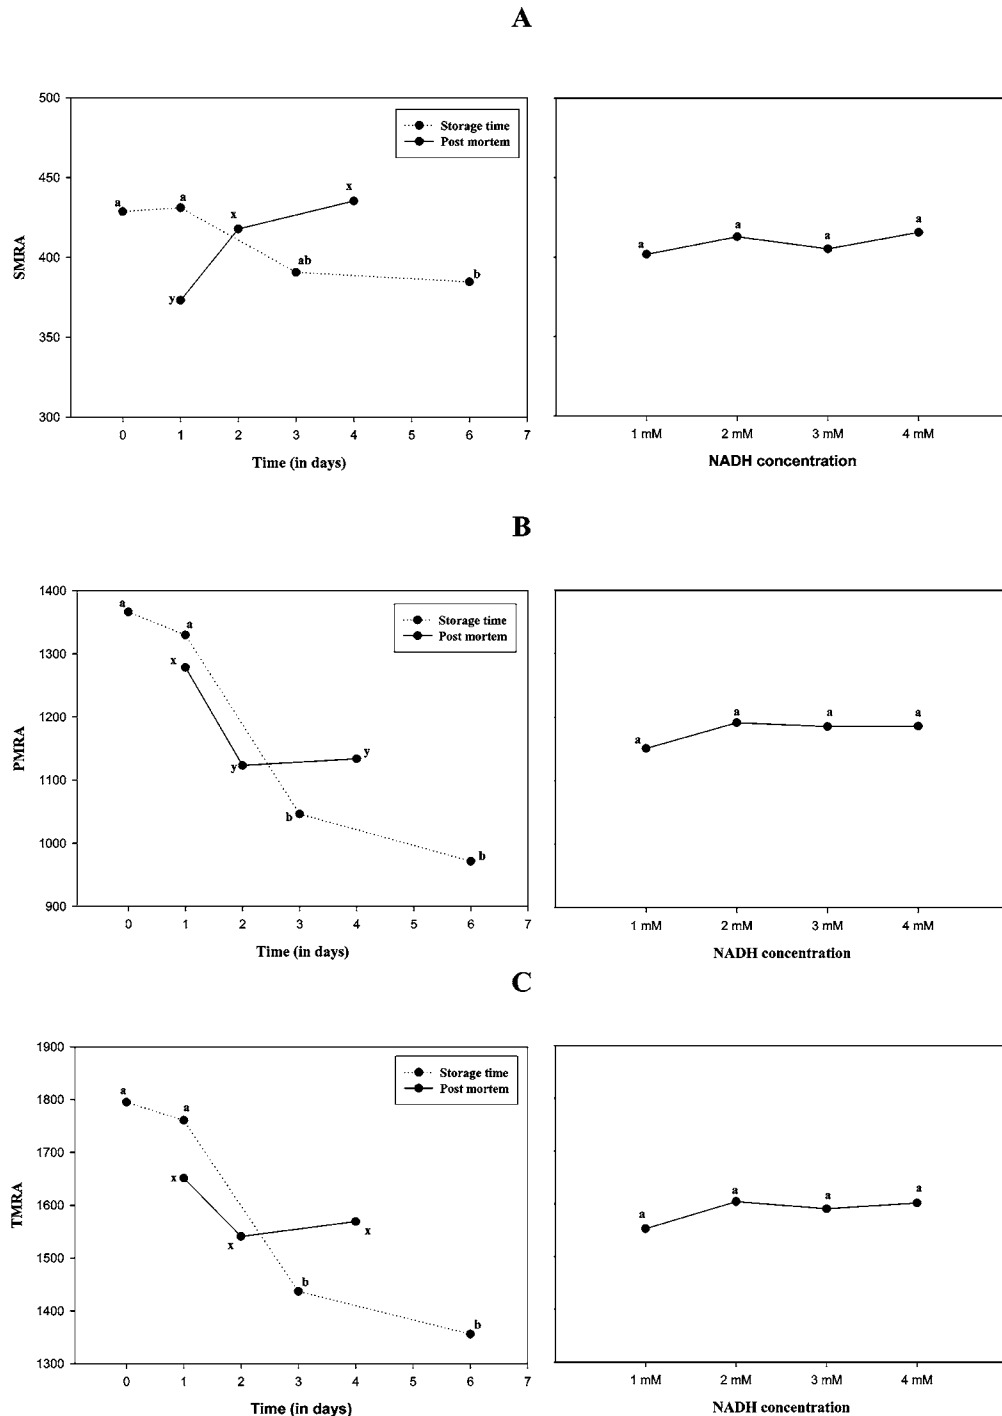 A
500
450
400
350
300
SMRA
Storage time
Post mortem
a
a
x
x
ab
b
y
0 1 2 3 4 5 6 7
Time (in days)
a
a
a
a
1 mM 2 mM 3 mM 4 mM
NADH concentration
B
1400
1300
1200
1100
1000
900
PMRA
Storage time
Post mortem
a
a
x
y
y
b
b
0 1 2 3 4 5 6 7
Time (in days)
a
a
a
a
1 mM 2 mM 3 mM 4 mM
NADH concentration
C
1900
1800
1700
1600
1500
1400
1300
TMRA
Storage time
Post mortem
a
a
x
x
x
b
b
0 1 2 3 4 5 6 7
Time (in days)
a
a
a
a
1 mM 2 mM 3 mM 4 mM
NADH concentration